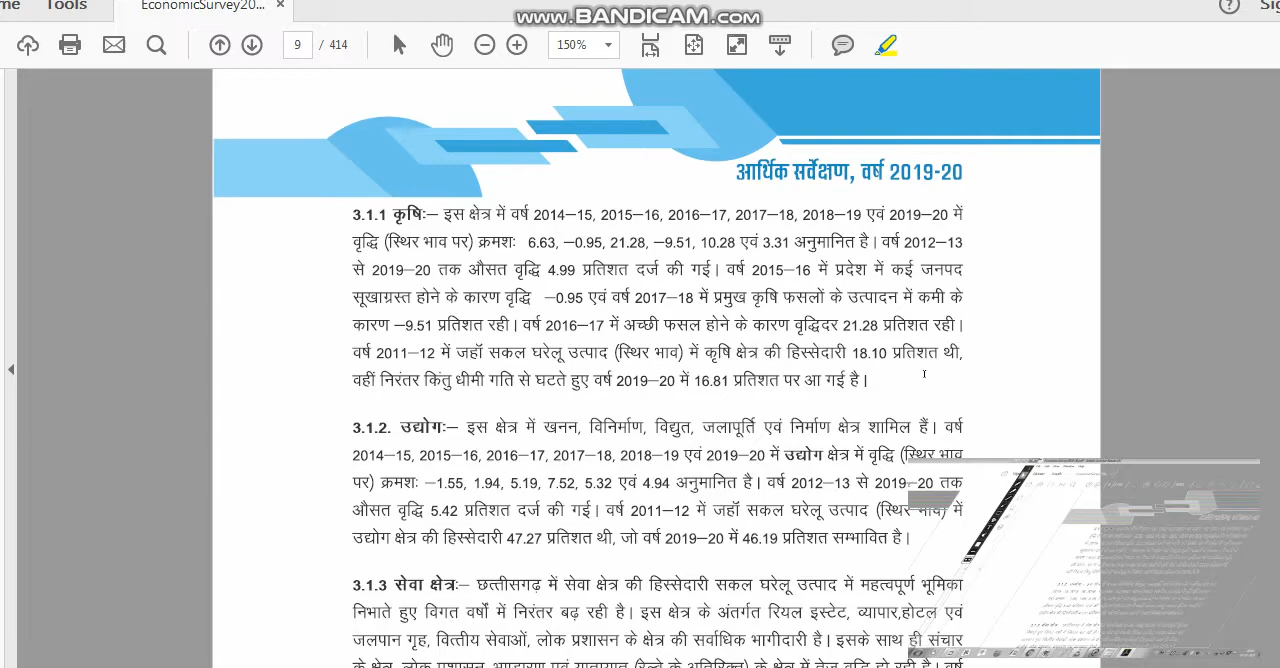 me Tools EconomicSurvey20... ×
www.BANDICAM.com
9 / 414 150%
आर्थिक सर्वेक्षण, वर्ष 2019-20
3.1.1 कृषिः– इस क्षेत्र में वर्ष 2014–15, 2015–16, 2016–17, 2017–18, 2018–19 एवं 2019–20 में
वृद्धि (स्थिर भाव पर) क्रमशः 6.63, –0.95, 21.28, –9.51, 10.28 एवं 3.31 अनुमानित है। वर्ष 2012–13
से 2019–20 तक औसत वृद्धि 4.99 प्रतिशत दर्ज की गई। वर्ष 2015–16 में प्रदेश में कई जनपद
सूखाग्रस्त होने के कारण वृद्धि –0.95 एवं वर्ष 2017–18 में प्रमुख कृषि फसलों के उत्पादन में कमी के
कारण –9.51 प्रतिशत रही। वर्ष 2016–17 में अच्छी फसल होने के कारण वृद्धिदर 21.28 प्रतिशत रही।
वर्ष 2011–12 में जहॉ सकल घरेलू उत्पाद (स्थिर भाव) में कृषि क्षेत्र की हिस्सेदारी 18.10 प्रतिशत थी,
वहीं निरंतर किंतु धीमी गति से घटते हुए वर्ष 2019–20 में 16.81 प्रतिशत पर आ गई है।
3.1.2. उद्योगः– इस क्षेत्र में खनन, विनिर्माण, विद्युत, जलापूर्ति एवं निर्माण क्षेत्र शामिल हैं। वर्ष
2014–15, 2015–16, 2016–17, 2017–18, 2018–19 एवं 2019–20 में उद्योग क्षेत्र में वृद्धि (स्थिर भाव
क्रमशः –1.55, 1.94, 5.19, 7.52, 5.32 एवं 4.94 अनुमानित है। वर्ष 2012–13 से 2019–20 तक
औसत वृद्धि 5.42 प्रतिशत दर्ज की गई। वर्ष 2011–12 में जहॉ सकल घरेलू उत्पाद (स्थिर भाव) में
उद्योग क्षेत्र की हिस्सेदारी 47.27 प्रतिशत थी, जो वर्ष 2019–20 में 46.19 प्रतिशत सम्भावित है।
3.1.3 सेवा क्षेत्रः– छत्तीसगढ़ में सेवा क्षेत्र की हिस्सेदारी सकल घरेलू उत्पाद में महत्वपूर्ण भूमिका
निभाते हुए विगत वर्षों में निरंतर बढ़ रही है। इस क्षेत्र के अंतर्गत रियल इस्टेट, व्यापार,होटल एवं
जलपान गृह, वित्तीय सेवाओं, लोक प्रशासन के क्षेत्र की सर्वाधिक भागीदारी है। इसके साथ ही संचार